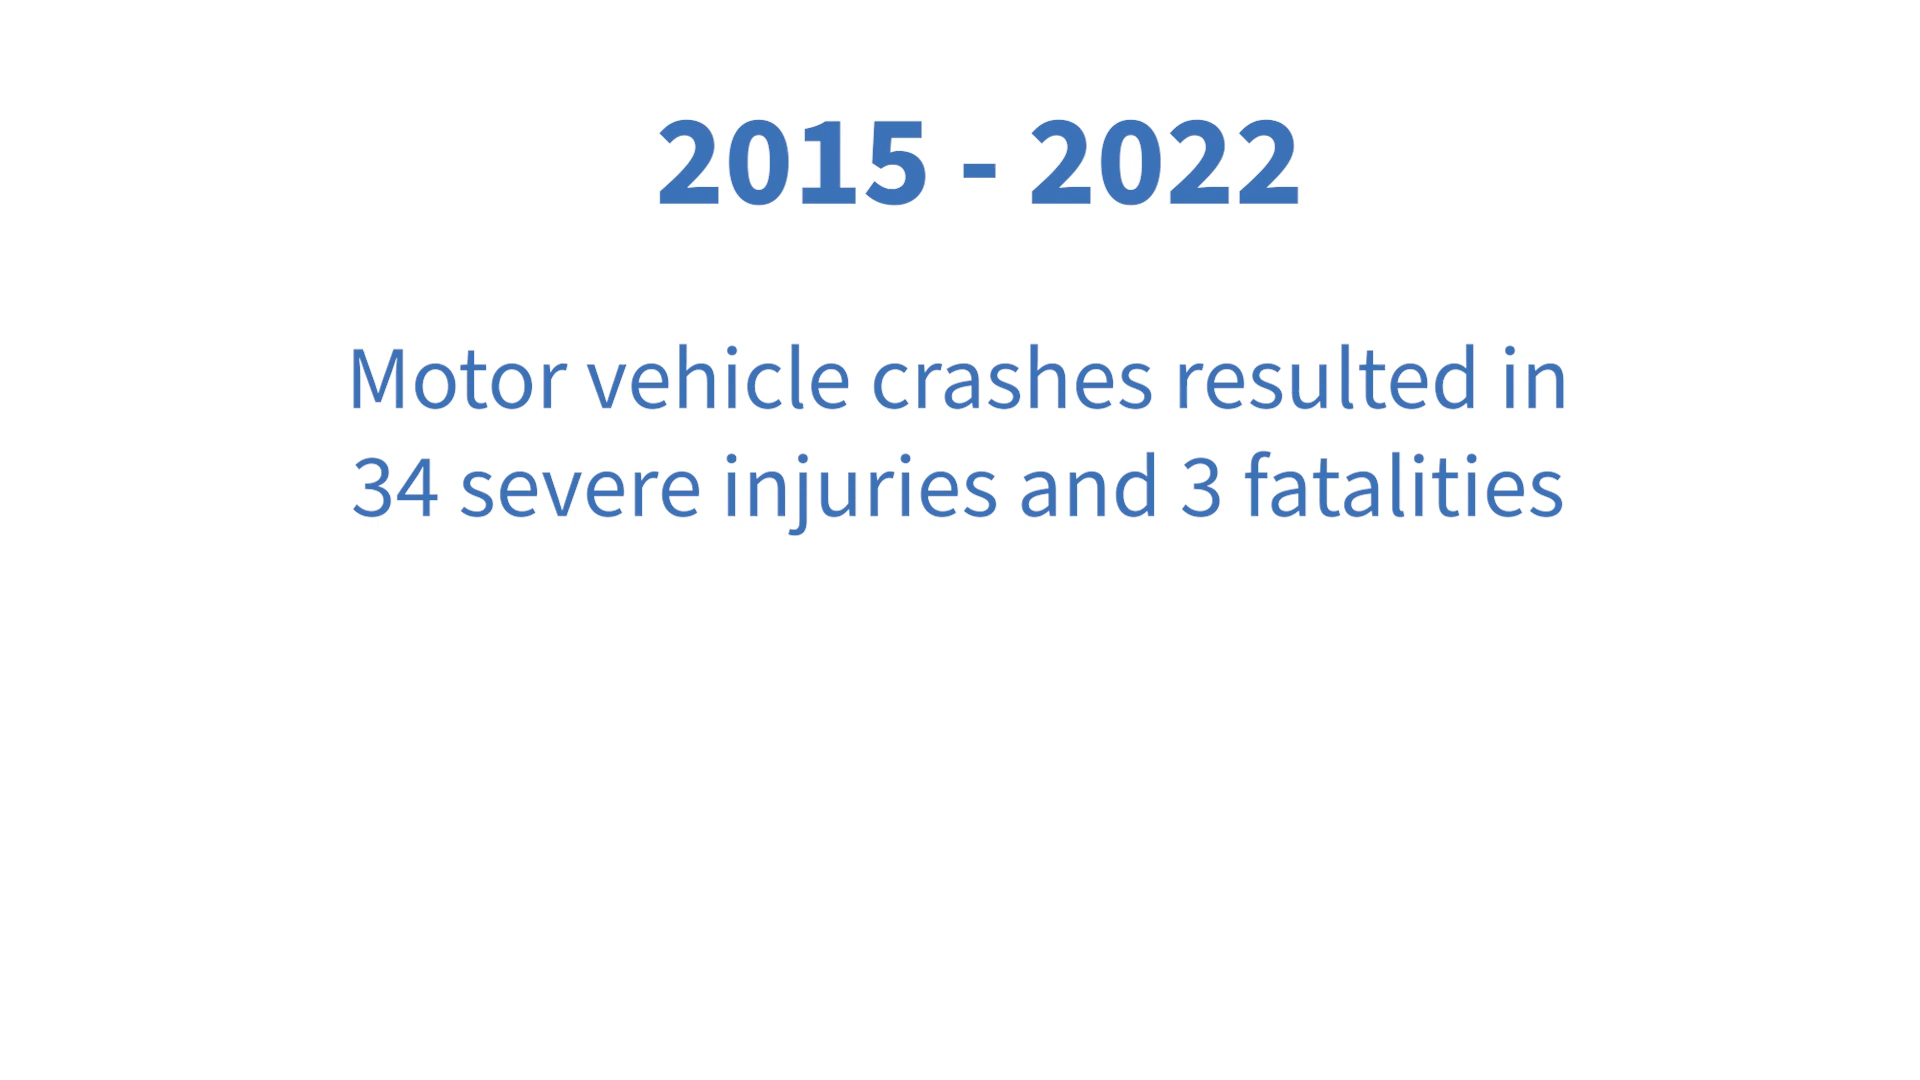 2015 - 2022
Motor vehicle crashes resulted in
34 severe injuries and 3 fatalities